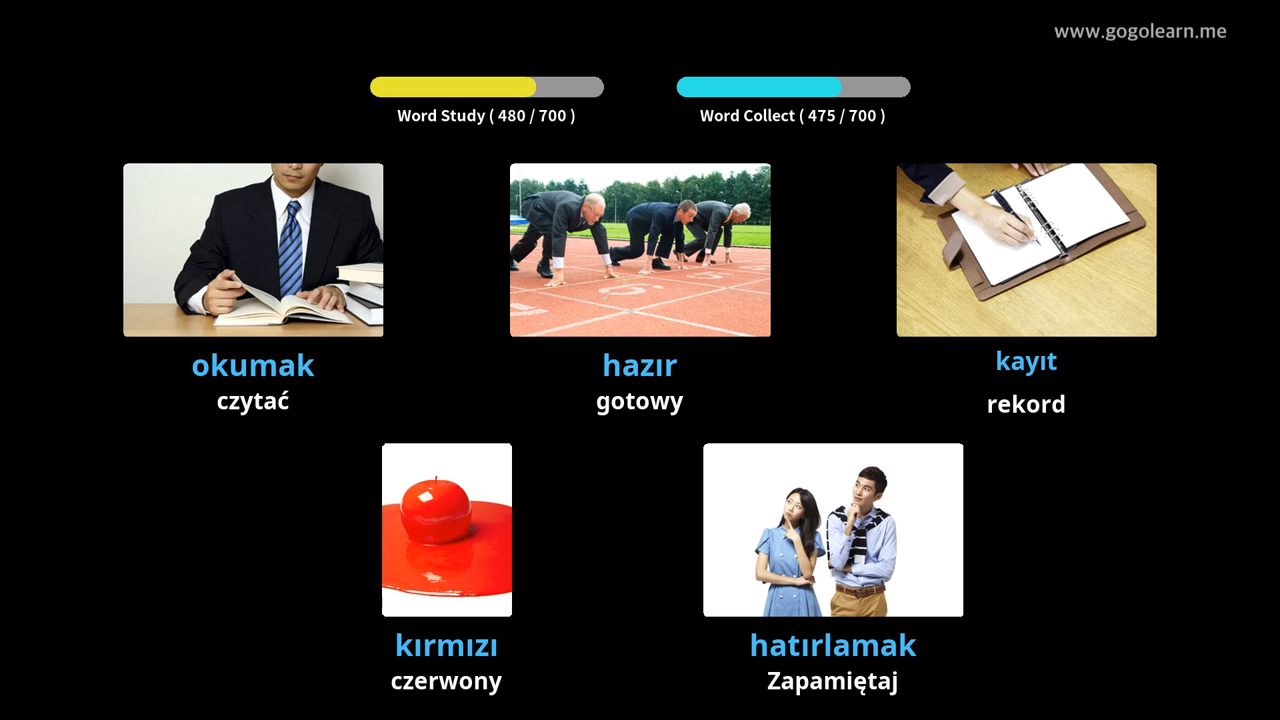 www.gogolearn.me
Word Study ( 480 / 700 )
Word Collect ( 475 / 700 )
okumak
czytać
hazır
gotowy
kayıt
rekord
kırmızı
czerwony
hatırlamak
Zapamiętaj